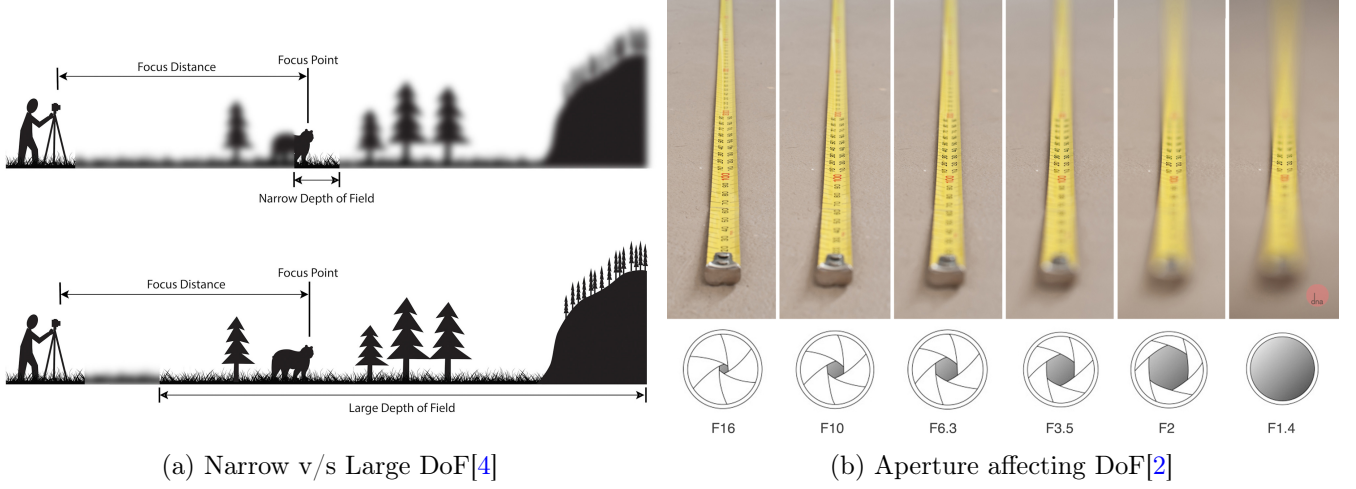 Focus Distance
Focus Point
Narrow Depth of Field
Focus Distance
Focus Point
Large Depth of Field
(a) Narrow v/s Large DoF[4]
dna
F16
F10
F6.3
F3.5
F2
F1.4
(b) Aperture affecting DoF[2]